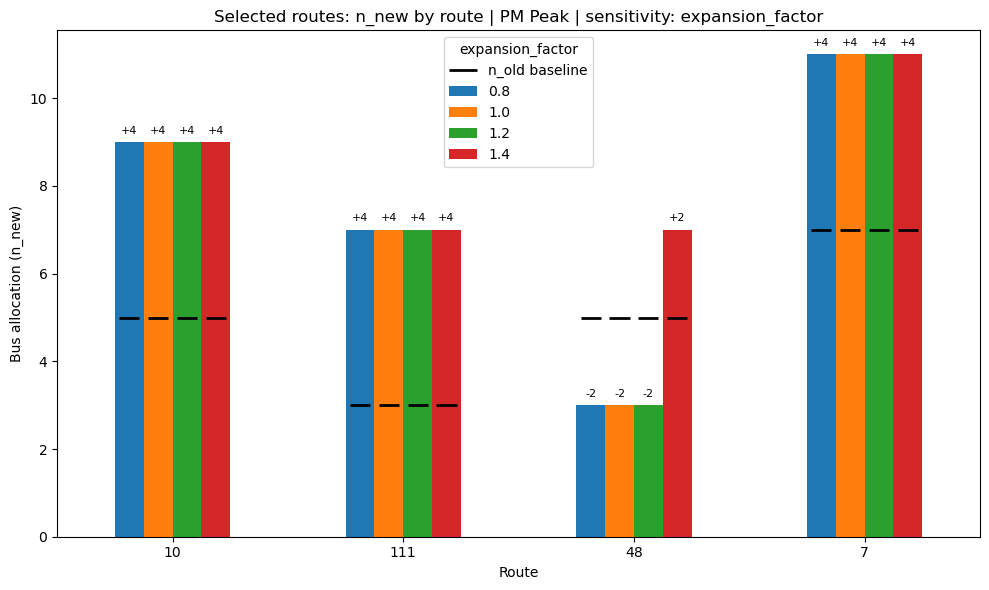 Selected routes: n_new by route | PM Peak | sensitivity: expansion_factor
Bus allocation (n_new)
10
8
6
4
2
0
expansion_factor
n_old baseline
0.8
1.0
1.2
1.4
+4 +4 +4 +4
+4 +4 +4 +4
-2 -2 -2 +2
+4 +4 +4 +4
10 111 48 7
Route